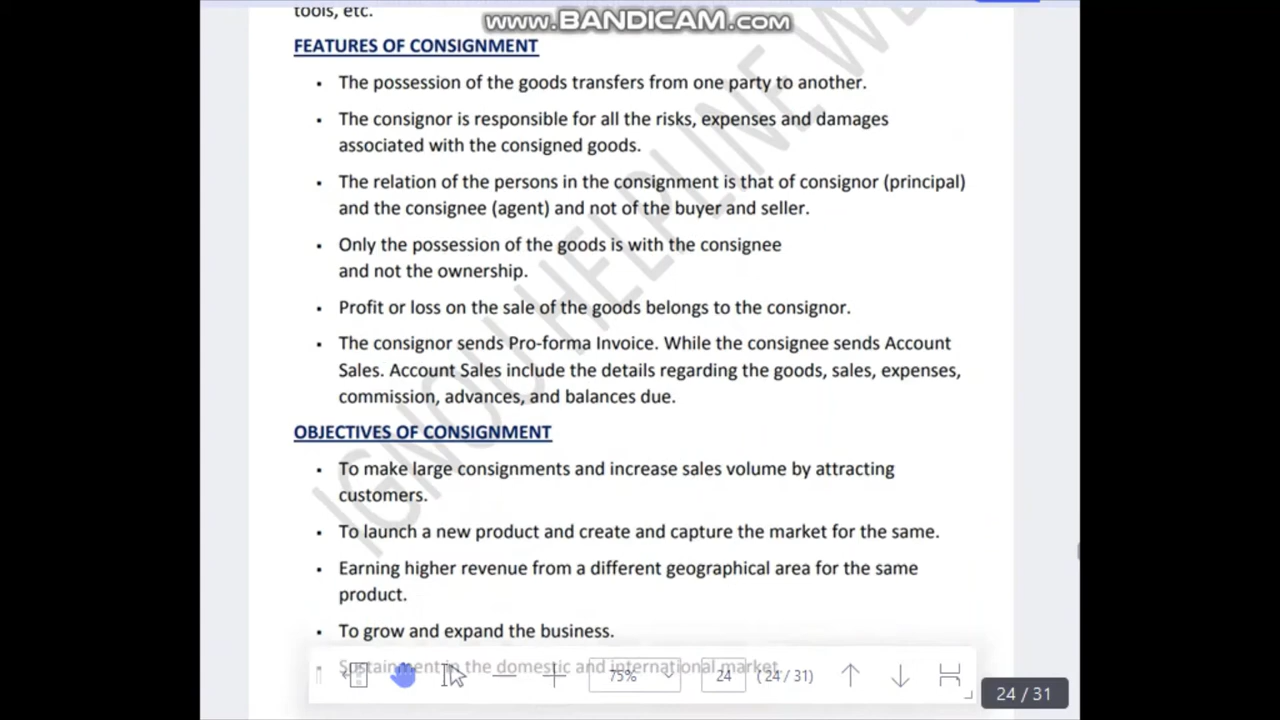 tools, etc.
www.BANDICAM.com
FEATURES OF CONSIGNMENT
▪ The possession of the goods transfers from one party to another.
▪ The consignor is responsible for all the risks, expenses and damages
associated with the consigned goods.
▪ The relation of the persons in the consignment is that of consignor (principal)
and the consignee (agent) and not of the buyer and seller.
▪ Only the possession of the goods is with the consignee
and not the ownership.
▪ Profit or loss on the sale of the goods belongs to the consignor.
▪ The consignor sends Pro-forma Invoice. While the consignee sends Account
Sales. Account Sales include the details regarding the goods, sales, expenses,
commission, advances, and balances due.
OBJECTIVES OF CONSIGNMENT
▪ To make large consignments and increase sales volume by attracting
customers.
▪ To launch a new product and create and capture the market for the same.
▪ Earning higher revenue from a different geographical area for the same
product.
▪ To grow and expand the business.
Sustainment in the domestic and international market
75% 24 (24 / 31)
24 / 31
IGNOU HELPLINE WE